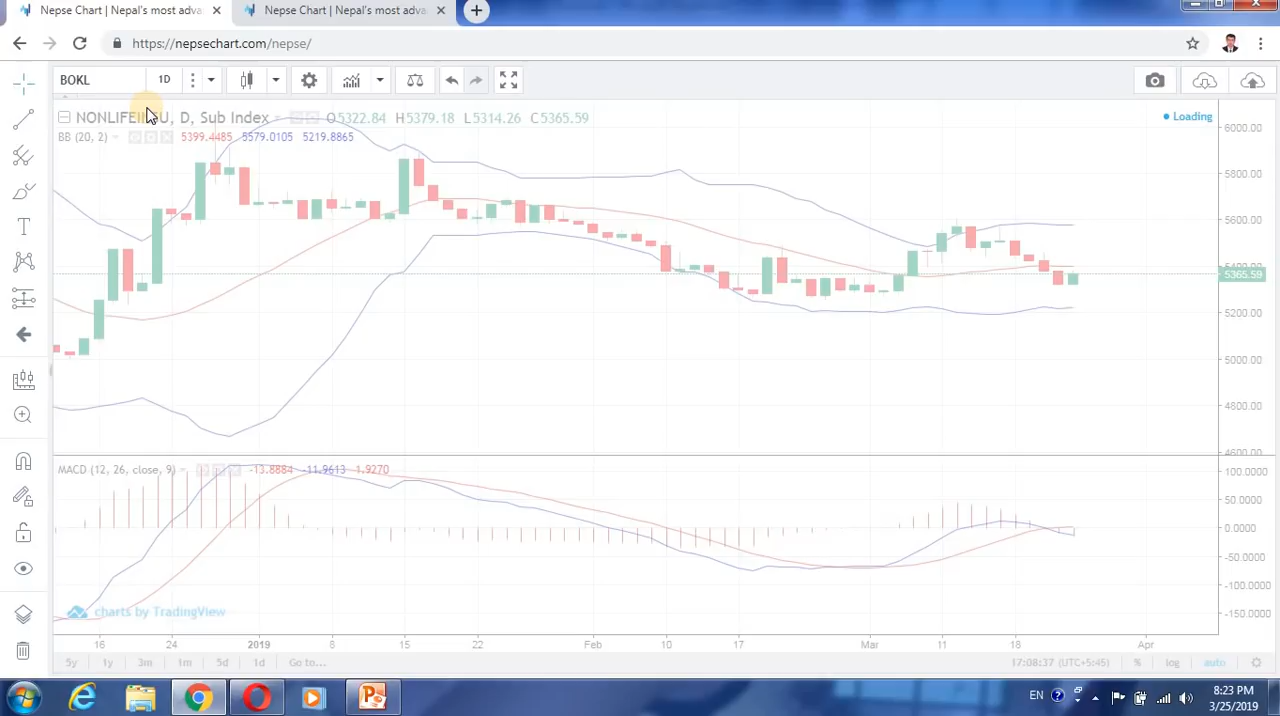 Nepse Chart | Nepal's most adva
Nepse Chart | Nepal's most adva
https://nepsechart.com/nepse/
BOKL 1D
D, Sub Index O5322.84 H5379.18 L5314.26 C5365.59
Loading
BB (20, 2) 5399.4485 5579.0105 5219.8865
6000.00
5800.00
5600.00
5365.59
5200.00
5000.00
4800.00
MACD (12, 26, close, 9) -13.8884 -11.9613 1.9270
100.0000
50.0000
0.0000
-50.0000
-100.0000
-150.0000
charts by TradingView
16 24 2019 8 15 22 Feb 10 17 Mar 11 18 Apr
5y 1y 3m 1m 5d 1d Go to... 17:08:37 (UTC+5:45) % log auto
EN 8:23 PM
3/25/2019